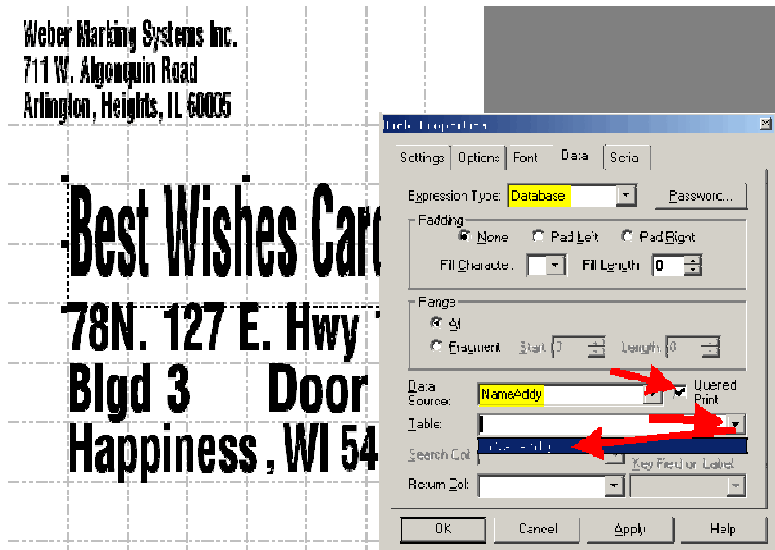 Weber Marking Systems Inc.
711 W. Algonquin Road
Arlington, Heights, IL 60005
Best Wishes Card
78N. 127 E. Hwy
Blgd 3 Door
Happiness, WI 54
Properties
Settings Options Font Data Serial
Expression Type: Database Password...
Padding
None Pad Left Pad Right
Fill Character: Fill Length: 0
Range
All
Fragment Start: Length: 0
Data Source: NameAddy Queried Print
Table:
Search Col: Key Field or Label
Return Col:
OK Cancel Apply Help